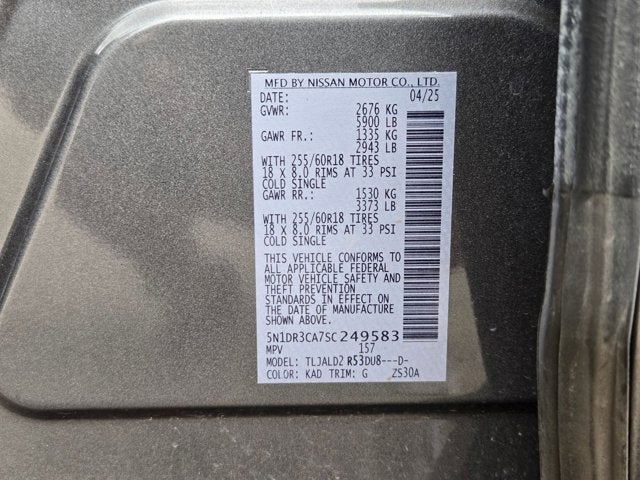 MFD BY NISSAN MOTOR CO., LTD.
DATE: 04/25
GVWR: 2676 KG
5900 LB
GAWR FR.: 1335 KG
2943 LB
WITH 255/60R18 TIRES
18 X 8.0 RIMS AT 33 PSI
COLD SINGLE
GAWR RR.: 1530 KG
3373 LB
WITH 255/60R18 TIRES
18 X 8.0 RIMS AT 33 PSI
COLD SINGLE
THIS VEHICLE CONFORMS TO
ALL APPLICABLE FEDERAL
MOTOR VEHICLE SAFETY AND
THEFT PREVENTION
STANDARDS IN EFFECT ON
THE DATE OF MANUFACTURE
SHOWN ABOVE.
5N1DR3CA7SC249583
MPV 157
MODEL: TLJALDZ R53DU8---D-
COLOR: KAD TRIM: G ZS30A